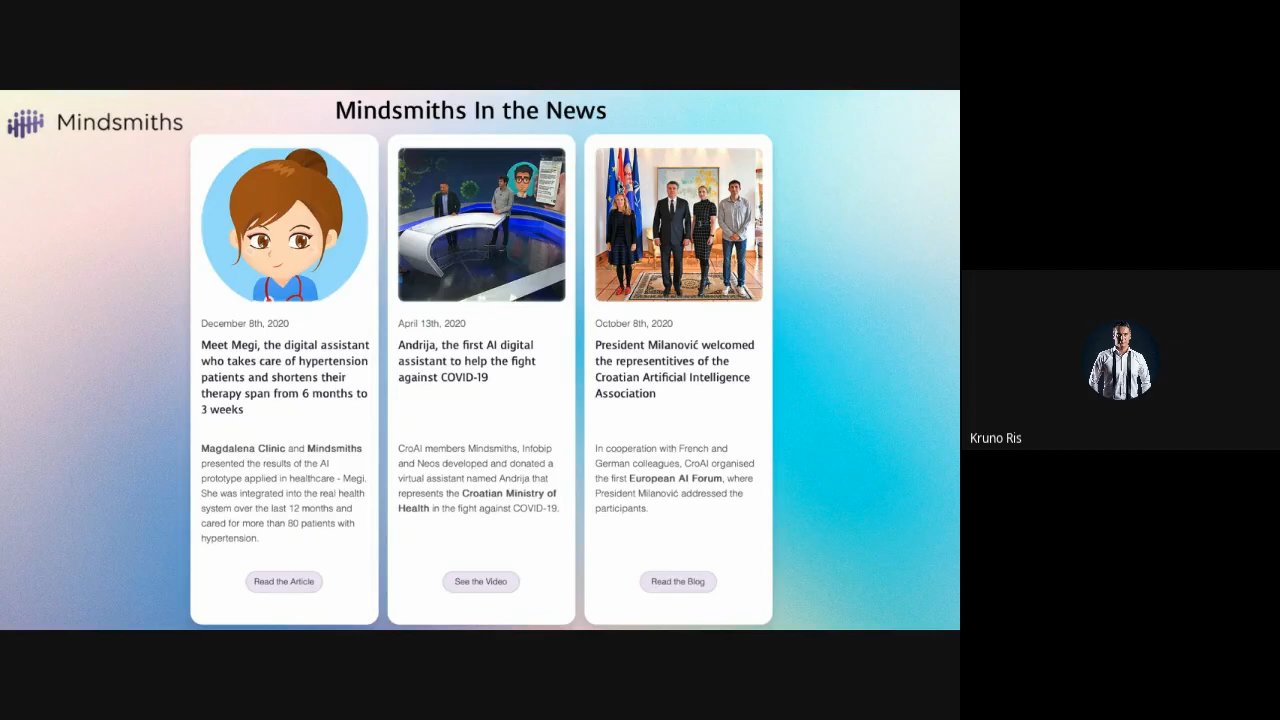 Mindsmiths
Mindsmiths In the News
December 8th, 2020
Meet Megi, the digital assistant
who takes care of hypertension
patients and shortens their
therapy span from 6 months to
3 weeks
Magdalena Clinic and Mindsmiths
presented the results of the AI
prototype applied in healthcare - Megi.
She was integrated into the real health
system over the last 12 months and
cared for more than 80 patients with
hypertension.
Read the Article
April 13th, 2020
Andrija, the first AI digital
assistant to help the fight
against COVID-19
CroAI members Mindsmiths, Infobip
and Neos developed and donated a
virtual assistant named Andrija that
represents the Croatian Ministry of
Health in the fight against COVID-19.
See the Video
October 8th, 2020
President Milanović welcomed
the representitives of the
Croatian Artificial Intelligence
Association
In cooperation with French and
German colleagues, CroAI organised
the first European AI Forum, where
President Milanović addressed the
participants.
Read the Blog
Kruno Ris